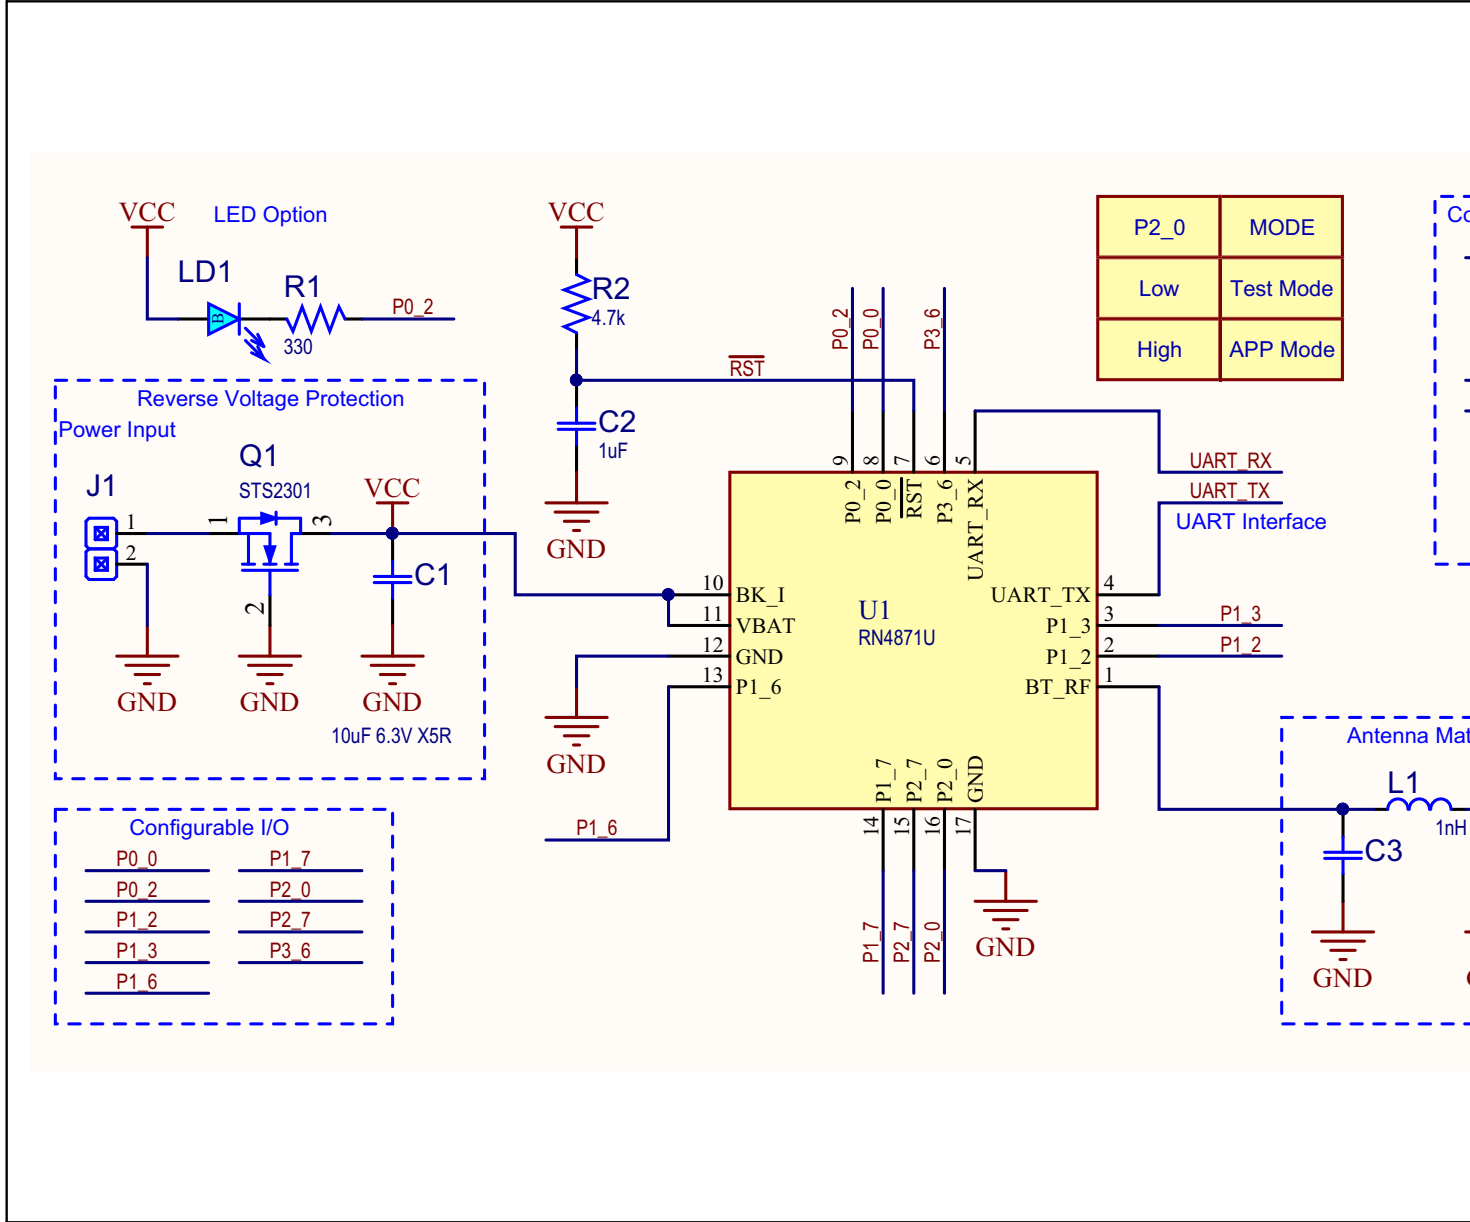 VCC
LED Option
LD1
B
R1
330
P0_2
Reverse Voltage Protection
Power Input
J1
1
2
Q1
STS2301
1
3
2
VCC
C1
GND
GND
GND
10uF 6.3V X5R
Configurable I/O
P0_0
P0_2
P1_2
P1_3
P1_6
P1_7
P2_0
P2_7
P3_6
VCC
R2
4.7k
RST
C2
1uF
GND
P0_2
P0_0
P3_6
9
8
7
6
5
P0_2
P0_0
RST
P3_6
UART_RX
UART_RX
UART_TX
UART Interface
10
BK_I
11
VBAT
12
GND
13
P1_6
U1
RN4871U
UART_TX
4
P1_3
3
P1_2
2
BT_RF
1
P1_3
P1_2
GND
P1_6
P1_7
P2_7
P2_0
GND
14
15
16
17
P1_7
P2_7
P2_0
GND
P2_0
MODE
Low
Test Mode
High
APP Mode
Co
Antenna Mat
L1
1nH
C3
GND